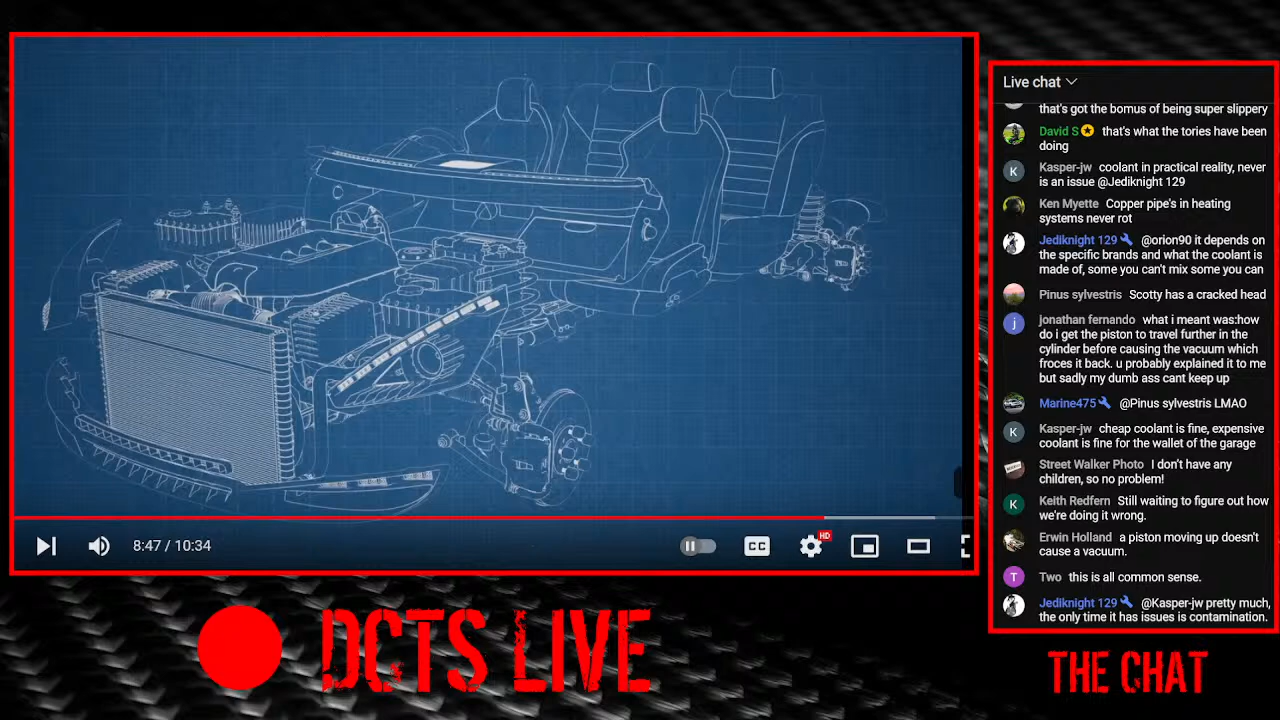 Live chat
that's got the bomus of being super slippery
David S that's what the tories have been
doing
K
Kasper-jw coolant in practical reality, never
is an issue @Jediknight 129
Ken Myette Copper pipe's in heating
systems never rot
Jediknight 129 @orion90 it depends on
the specific brands and what the coolant is
made of, some you can't mix some you can
Pinus sylvestris Scotty has a cracked head
j
jonathan fernando what i meant was:how
do i get the piston to travel further in the
cylinder before causing the vacuum which
froces it back. u probably explained it to me
but sadly my dumb ass cant keep up
Marine475 @Pinus sylvestris LMAO
K
Kasper-jw cheap coolant is fine, expensive
coolant is fine for the wallet of the garage
Street Walker Photo I don't have any
children, so no problem!
K
Keith Redfern Still waiting to figure out how
we're doing it wrong.
Erwin Holland a piston moving up doesn't
cause a vacuum.
T
Two this is all common sense.
Jediknight 129 @Kasper-jw pretty much,
the only time it has issues is contamination.
8:47 / 10:34
CC
HD
DCTS LIVE
THE CHAT